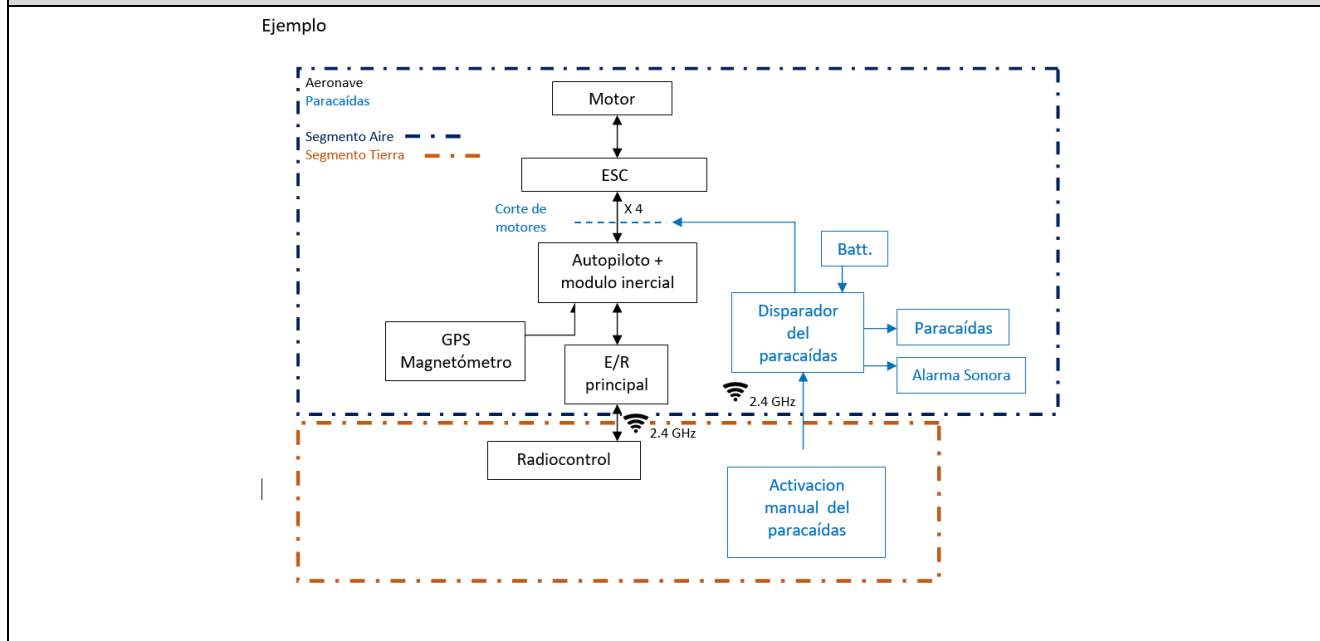 Ejemplo
Aeronave
Paracaídas
Segmento Aire
Segmento Tierra
Motor
ESC
X 4
Corte de
motores
Autopiloto +
modulo inercial
Batt.
GPS
Magnetómetro
E/R
principal
Disparador
del
paracaídas
Paracaídas
Alarma Sonora
2.4 GHz
2.4 GHz
Radiocontrol
Activacion
manual del
paracaídas